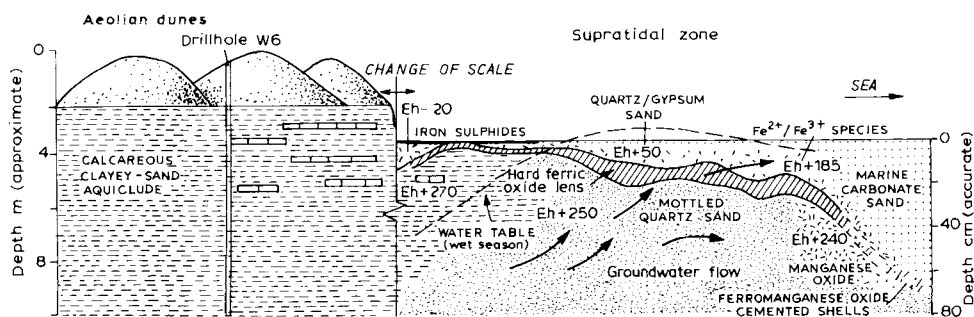 Aeolian dunes
Drillhole W6
Supratidal zone
CHANGE OF SCALE
SEA
Eh-20
QUARTZ/GYPSUM
SAND
IRON SULPHIDES
Fe2+/Fe3+ SPECIES
Depth m (approximate)
0
4
8
CALCAREOUS
CLAYEY-SAND
AQUICLUDE
Eh+270
Hard ferric
oxide lens
Eh+50
Eh+185
MARINE
CARBONATE
SAND
Eh+250
MOTTLED
QUARTZ SAND
WATER TABLE
(wet season)
Eh+240
Groundwater flow
MANGANESE
OXIDE
FERROMANGANESE OXIDE
CEMENTED SHELLS
0
40
80
Depth cm (accurate)